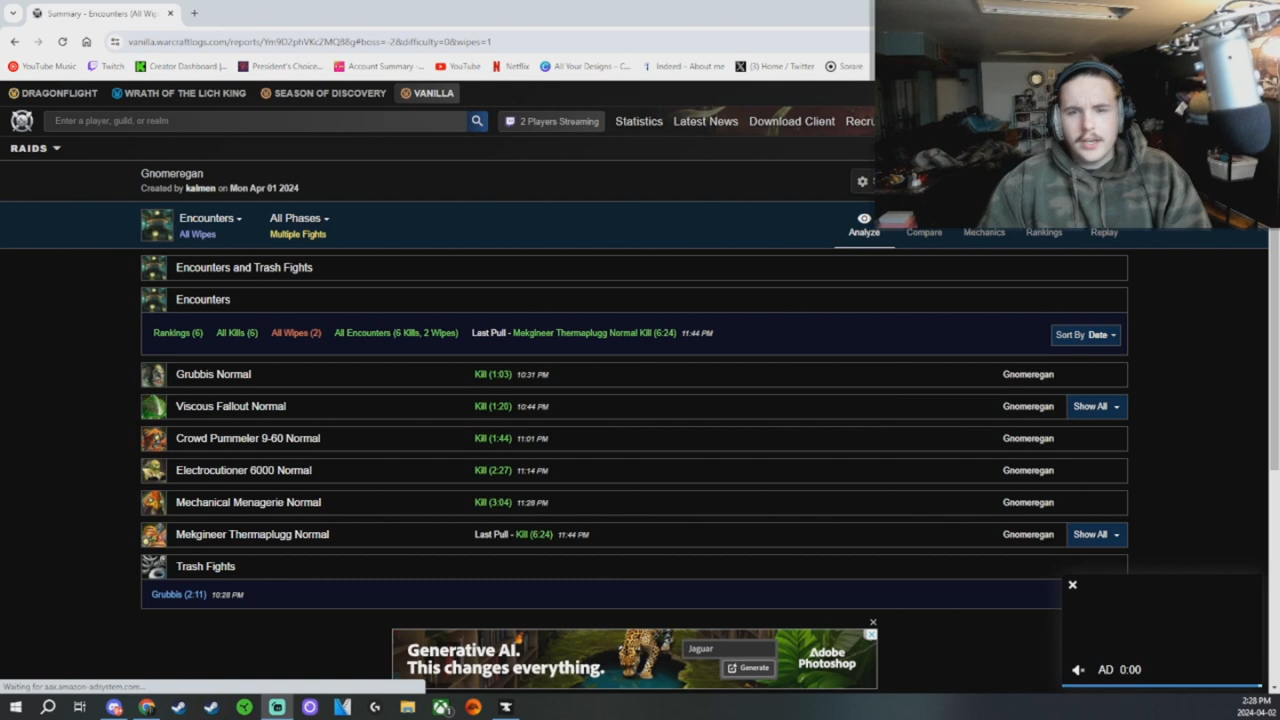 Summary - Encounters (All Wip
vanilla.warcraftlogs.com/reports/Ym9D2phVKcZMQB8g#boss=-2&difficulty=0&wipes=1
YouTube Music Twitch Creator Dashboard |... President's Choice... Account Summary -... YouTube Netflix All Your Designs – C... Indeed – About me (3) Home / Twitter Sorare
DRAGONFLIGHT WRATH OF THE LICH KING SEASON OF DISCOVERY VANILLA
Enter a player, guild, or realm 2 Players Streaming Statistics Latest News Download Client Recru
RAIDS
Gnomeregan
Created by kalmen on Mon Apr 01 2024
Encounters All Phases
All Wipes Multiple Fights
Analyze Compare Mechanics Rankings Replay
Encounters and Trash Fights
Encounters
Rankings (6) All Kills (6) All Wipes (2) All Encounters (6 Kills, 2 Wipes) Last Pull - Mekgineer Thermaplugg Normal Kill (6:24) 11:44 PM Sort By Date
Grubbis Normal Kill (1:03) 10:31 PM Gnomeregan
Viscous Fallout Normal Kill (1:20) 10:44 PM Gnomeregan Show All
Crowd Pummeler 9-60 Normal Kill (1:44) 11:01 PM Gnomeregan
Electrocutioner 6000 Normal Kill (2:27) 11:14 PM Gnomeregan
Mechanical Menagerie Normal Kill (3:04) 11:28 PM Gnomeregan
Mekgineer Thermaplugg Normal Last Pull - Kill (6:24) 11:44 PM Gnomeregan Show All
Trash Fights
Grubbis (2:11) 10:28 PM
Generative AI.
This changes everything.
Jaguar
Generate
Adobe
Photoshop
AD 0:00
Waiting for aax.amazon-adsystem.com...
2:28 PM
2024-04-02